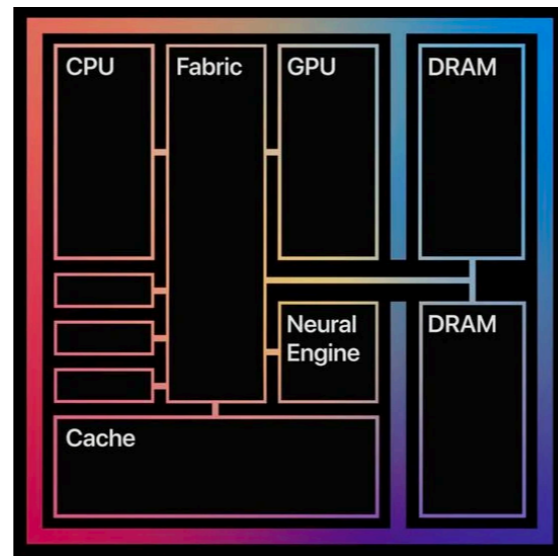 CPU
Fabric
GPU
DRAM
Neural
Engine
DRAM
Cache